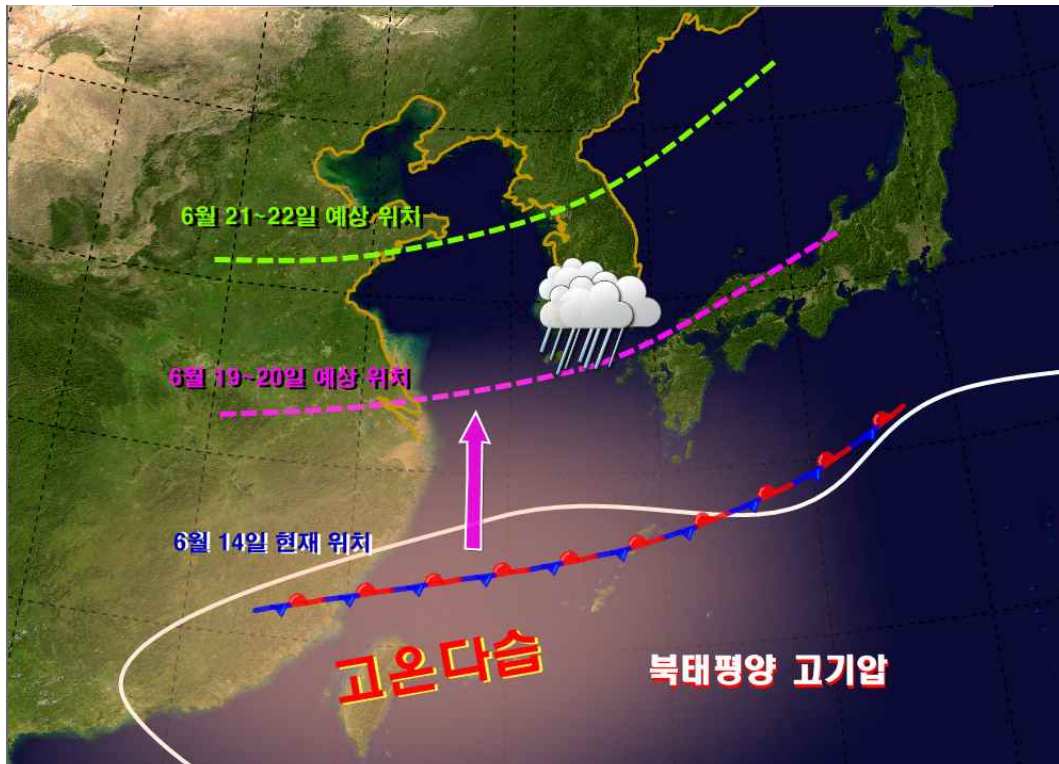 6월 21~22일 예상 위치
6월 19~20일 예상 위치
6월 14일 현재 위치
고온다습
북태평양 고기압